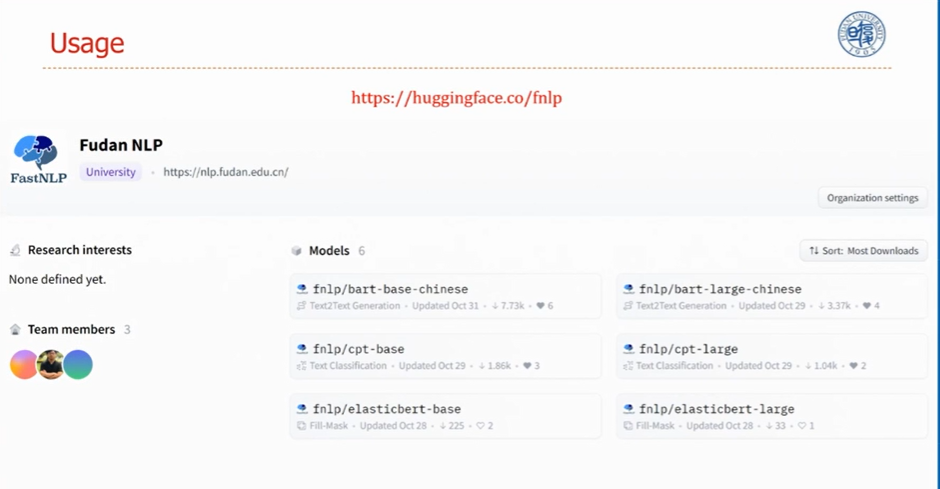 Usage
FUDAN UNIVERSITY
1905
https://huggingface.co/fnlp
FastNLP
Fudan NLP
University • https://nlp.fudan.edu.cn/
Organization settings
Research interests
None defined yet.
Team members 3
Models 6
Sort: Most Downloads
fnlp/bart-base-chinese
Text2Text Generation • Updated Oct 31 • ↓ 7.73k • ♥ 6
fnlp/bart-large-chinese
Text2Text Generation • Updated Oct 29 • ↓ 3.37k • ♥ 4
fnlp/cpt-base
Text Classification • Updated Oct 29 • ↓ 1.86k • ♥ 3
fnlp/cpt-large
Text Classification • Updated Oct 29 • ↓ 1.04k • ♥ 2
fnlp/elasticbert-base
Fill-Mask • Updated Oct 28 • ↓ 225 • ♡ 2
fnlp/elasticbert-large
Fill-Mask • Updated Oct 28 • ↓ 33 • ♡ 1